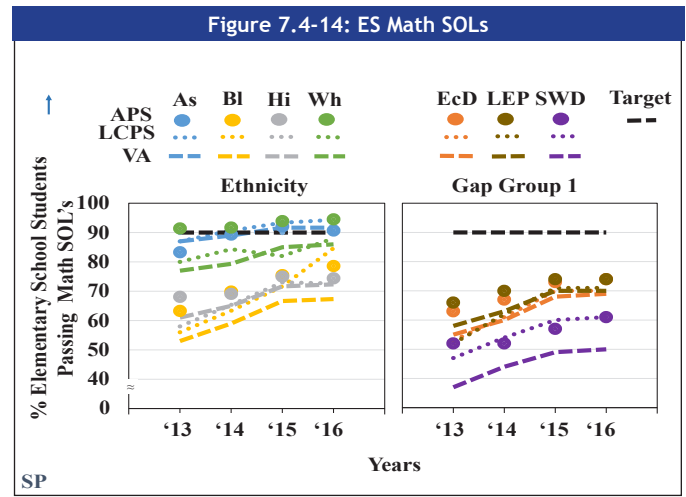 Figure 7.4-14: ES Math SOLs
As Bl Hi Wh EcD LEP SWD Target
APS
LCPS
VA
Ethnicity Gap Group 1
% Elementary School Students
Passing Math SOL's
100
90
80
70
60
50
40
0
≈
‘13 ‘14 ‘15 ‘16 ‘13 ‘14 ‘15 ‘16
Years
SP